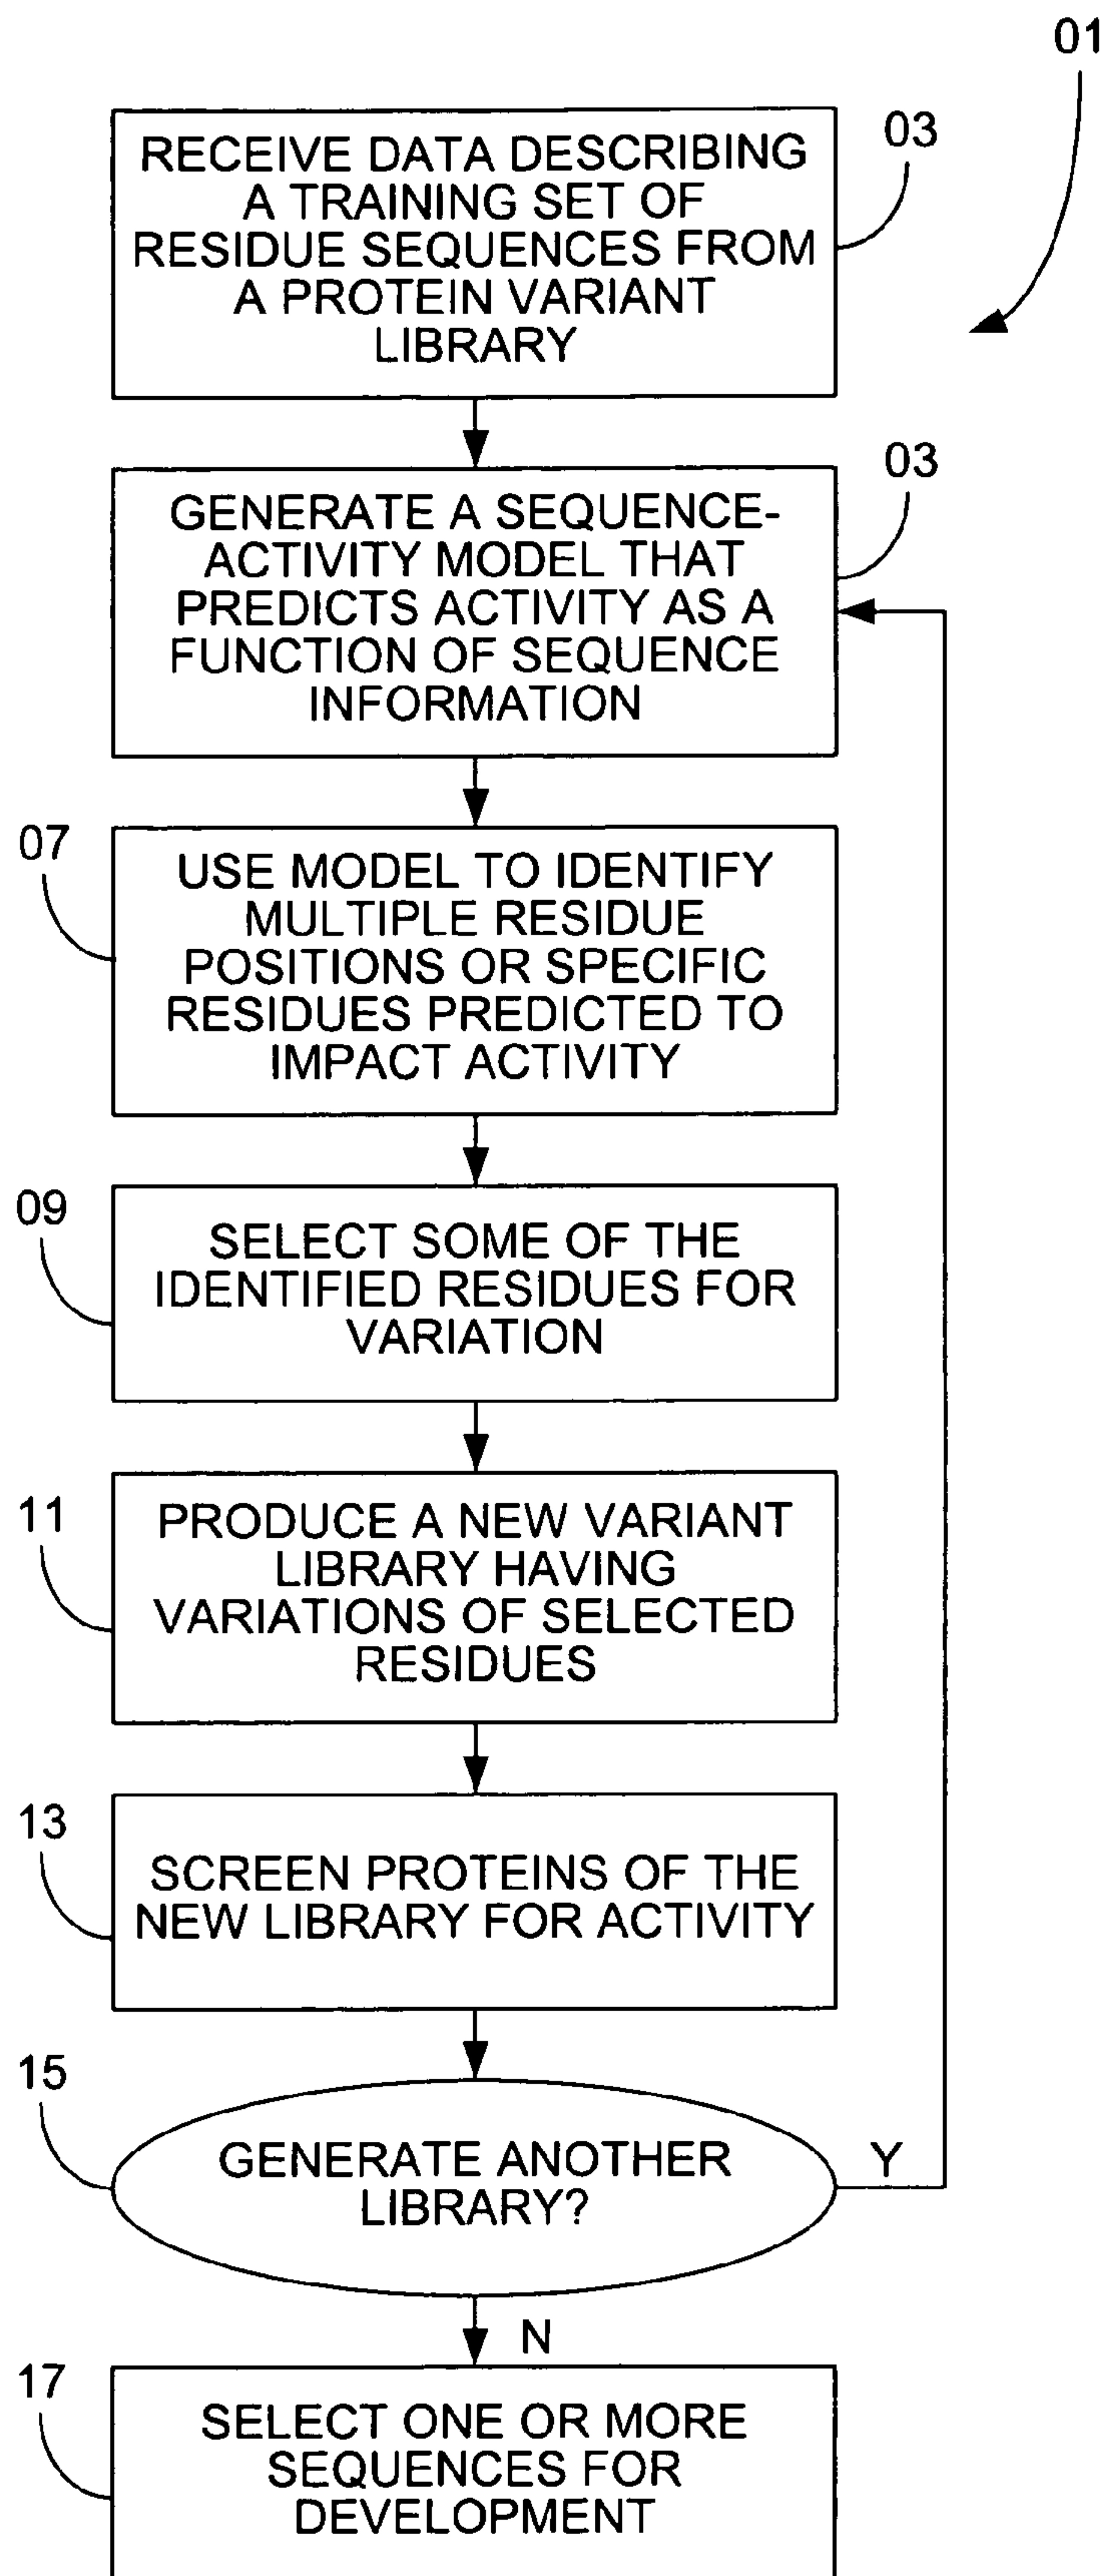 01
RECEIVE DATA DESCRIBING
A TRAINING SET OF
RESIDUE SEQUENCES FROM
A PROTEIN VARIANT
LIBRARY
03
GENERATE A SEQUENCE-
ACTIVITY MODEL THAT
PREDICTS ACTIVITY AS A
FUNCTION OF SEQUENCE
INFORMATION
03
07
USE MODEL TO IDENTIFY
MULTIPLE RESIDUE
POSITIONS OR SPECIFIC
RESIDUES PREDICTED TO
IMPACT ACTIVITY
09
SELECT SOME OF THE
IDENTIFIED RESIDUES FOR
VARIATION
11
PRODUCE A NEW VARIANT
LIBRARY HAVING
VARIATIONS OF SELECTED
RESIDUES
13
SCREEN PROTEINS OF THE
NEW LIBRARY FOR ACTIVITY
15
GENERATE ANOTHER
LIBRARY?
Y
N
17
SELECT ONE OR MORE
SEQUENCES FOR
DEVELOPMENT